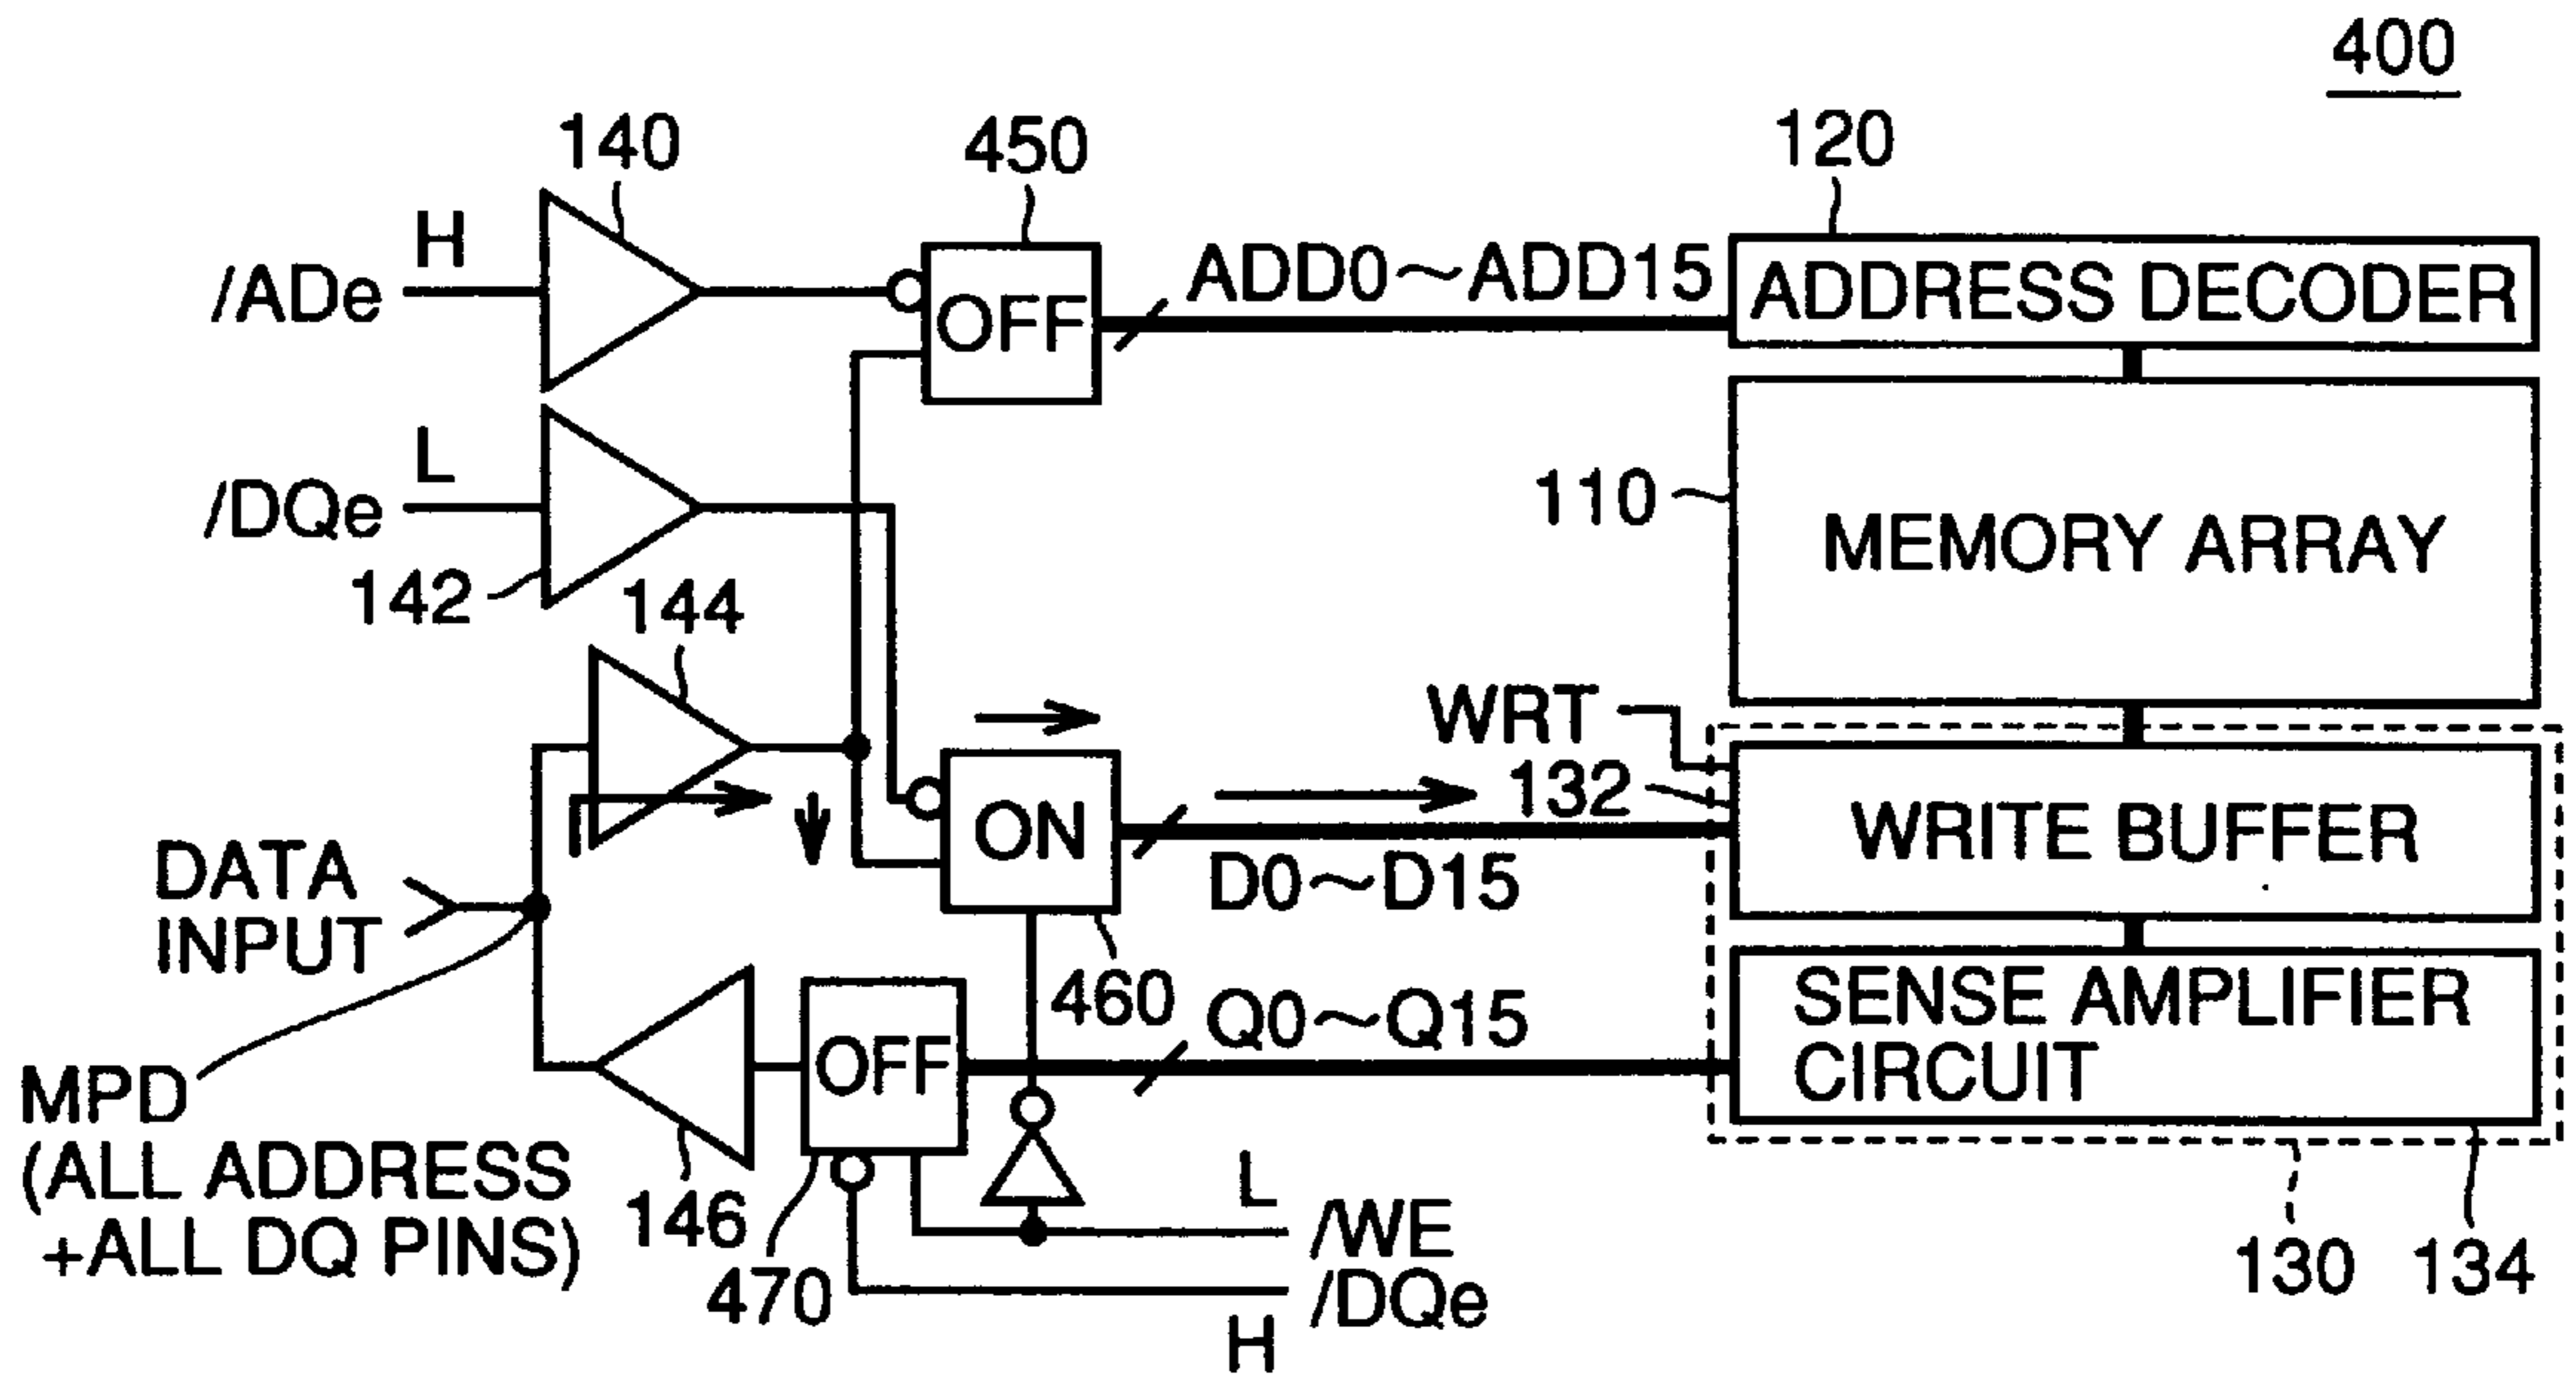 400
140
450
120
H
/ADe
OFF
ADD0~ADD15
ADDRESS DECODER
L
/DQe
142
110
MEMORY ARRAY
144
WRT
132
WRITE BUFFER
ON
D0~D15
DATA
INPUT
460
Q0~Q15
SENSE AMPLIFIER
CIRCUIT
OFF
MPD
(ALL ADDRESS
+ALL DQ PINS)
146
470
L
/WE
/DQe
H
130
134